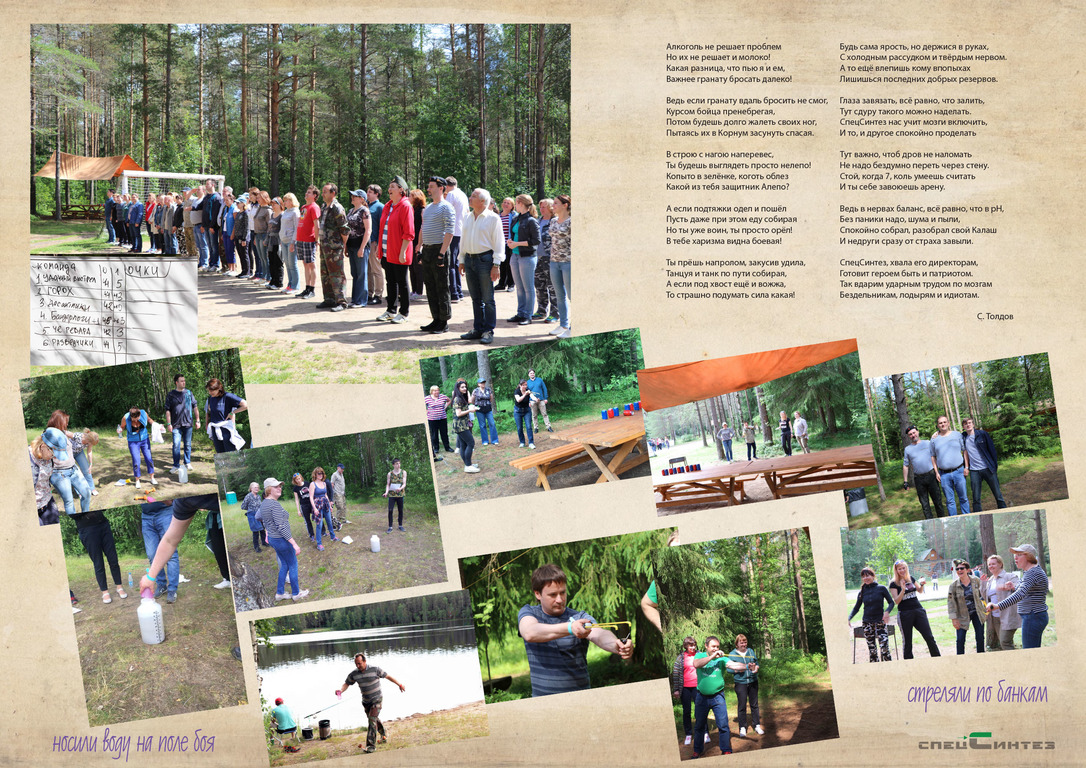 Команда 0 1 ОЧКИ
1 УДАЧНЫЙ ВЫСТРЕЛ 4 5
2 ГОРОХ
3 Десантники
4 Бандерлоги
5 ЧЕ ГЕВАРА 42 3
6 РАЗВЕДЧИКИ 4 5
Алкоголь не решает проблем
Но их не решает и молоко!
Какая разница, что пью я и ем,
Важнее гранату бросать далеко!
Ведь если гранату вдаль бросить не смог,
Курсом бойца пренебрегая,
Потом будешь долго жалеть своих ног,
Пытаясь их в Корнум засунуть спасая.
В строю с нагою наперевес,
Ты будешь выглядеть просто нелепо!
Копыто в зелёнке, коготь облез
Какой из тебя защитник Алепо?
А если подтяжки одел и пошёл
Пусть даже при этом еду собирая
Но ты уже воин, ты просто орёл!
В тебе харизма видна боевая!
Ты прёшь напролом, закусив удила,
Танцуя и танк по пути собирая,
А если под хвост ещё и вожжа,
То страшно подумать сила какая!
Будь сама ярость, но держися в руках,
С холодным рассудком и твёрдым нервом.
А то ещё влепишь кому впопыхах
Лишишься последних добрых резервов.
Глаза завязать, всё равно, что залить,
Тут сдуру такого можно наделать.
СпецСинтез нас учит мозги включить,
И то, и другое спокойно проделать
Тут важно, чтоб дров не наломать
Не надо бездумно переть через стену.
Стой, когда 7, коль умеешь считать
И ты себе завоюешь арену.
Ведь в нервах баланс, всё равно, что в pH,
Без паники надо, шума и пыли,
Спокойно собрал, разобрал свой Калаш
И недруги сразу от страха завыли.
СпецСинтез, хвала его директорам,
Готовит героем быть и патриотом.
Так вдарим ударным трудом по мозгам
Бездельникам, лодырям и идиотам.
С. Толдов
стреляли по банкам
носили воду на поле боя
СПЕЦСИНТЕЗ